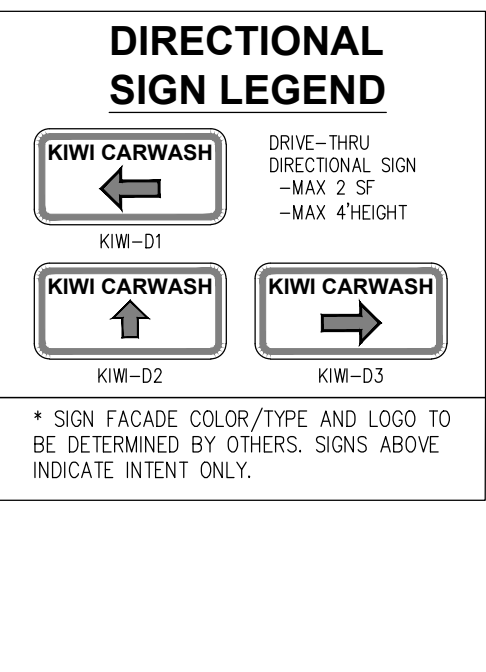 DIRECTIONAL
SIGN LEGEND
KIWI CARWASH
KIWI-D1
DRIVE-THRU
DIRECTIONAL SIGN
-MAX 2 SF
-MAX 4'HEIGHT
KIWI CARWASH
KIWI-D2
KIWI CARWASH
KIWI-D3
* SIGN FACADE COLOR/TYPE AND LOGO TO
BE DETERMINED BY OTHERS. SIGNS ABOVE
INDICATE INTENT ONLY.